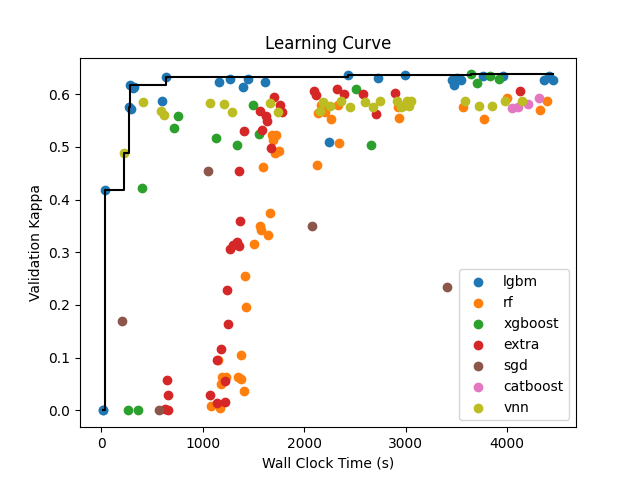 Learning Curve
Validation Kappa
0.6
0.5
0.4
0.3
0.2
0.1
0.0
lgbm
rf
xgboost
extra
sgd
catboost
vnn
0 1000 2000 3000 4000
Wall Clock Time (s)